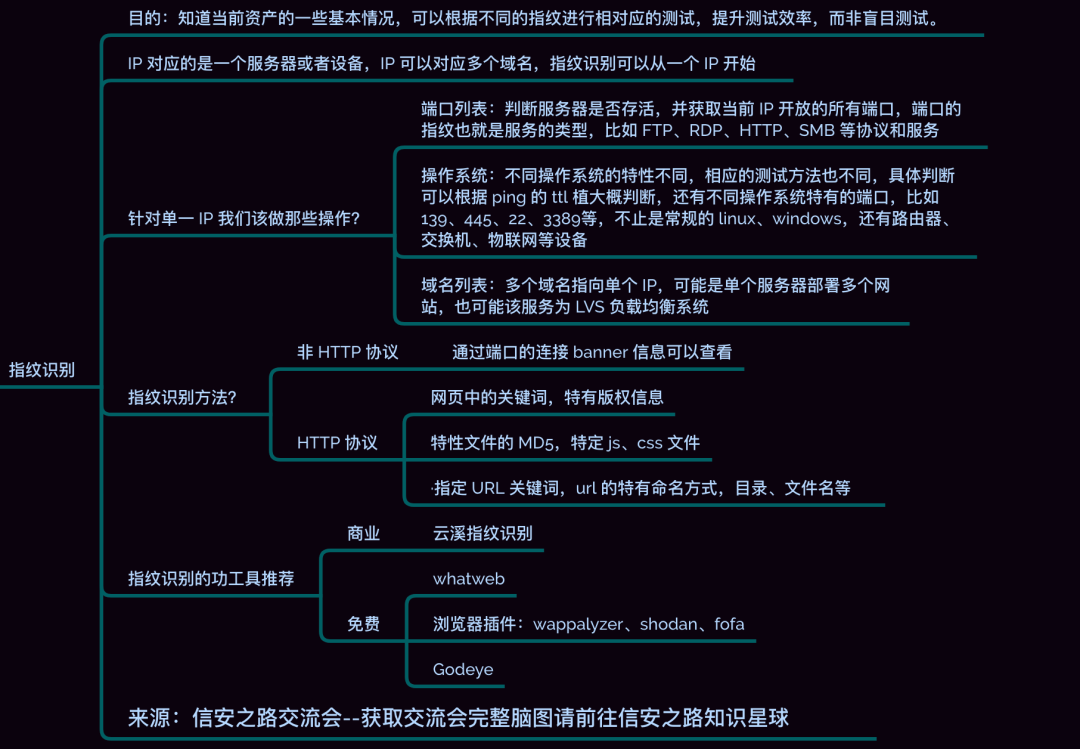 目的：知道当前资产的一些基本情况，可以根据不同的指纹进行相对应的测试，提升测试效率，而非盲目测试。
IP 对应的是一个服务器或者设备，IP 可以对应多个域名，指纹识别可以从一个 IP 开始
端口列表：判断服务器是否存活，并获取当前 IP 开放的所有端口，端口的
指纹也就是服务的类型，比如 FTP、RDP、HTTP、SMB 等协议和服务
操作系统：不同操作系统的特性不同，相应的测试方法也不同，具体判断
可以根据 ping 的 ttl 植大概判断，还有不同操作系统特有的端口，比如
139、445、22、3389等，不止是常规的 linux、windows，还有路由器、
交换机、物联网等设备
针对单一 IP 我们该做那些操作?
域名列表：多个域名指向单个 IP，可能是单个服务器部署多个网
站，也可能该服务为 LVS 负载均衡系统
指纹识别
非 HTTP 协议
通过端口的连接 banner 信息可以查看
指纹识别方法?
网页中的关键词，特有版权信息
HTTP 协议
特性文件的 MD5，特定 js、css 文件
·指定 URL 关键词，url 的特有命名方式，目录、文件名等
商业
云溪指纹识别
指纹识别的功工具推荐
whatweb
免费
浏览器插件：wappalyzer、shodan、fofa
Godeye
来源：信安之路交流会--获取交流会完整脑图请前往信安之路知识星球